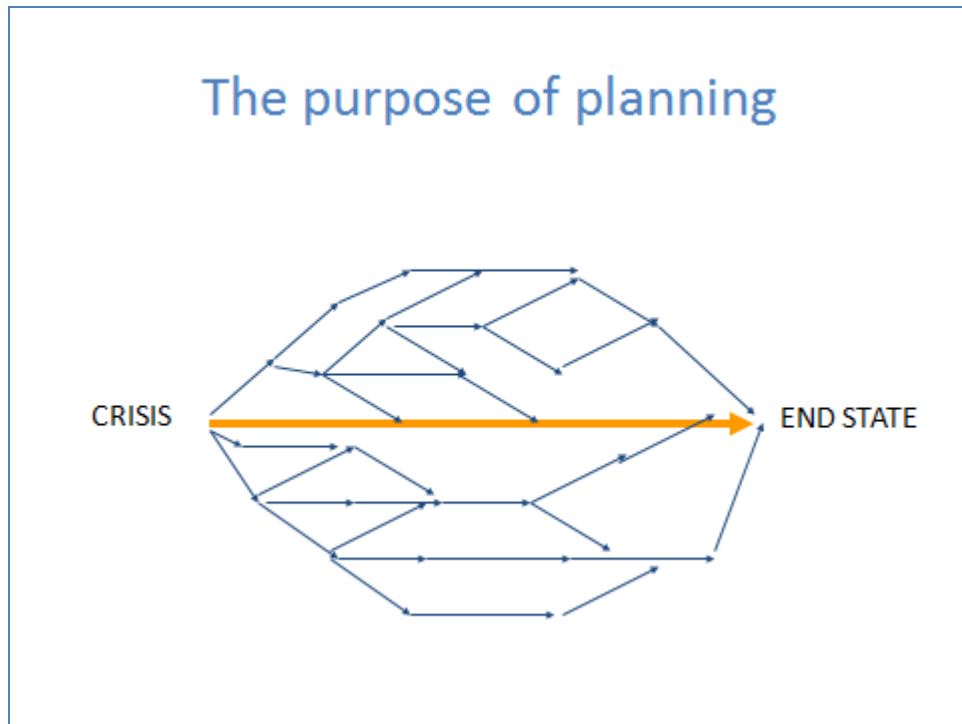 The purpose of planning
CRISIS
END STATE